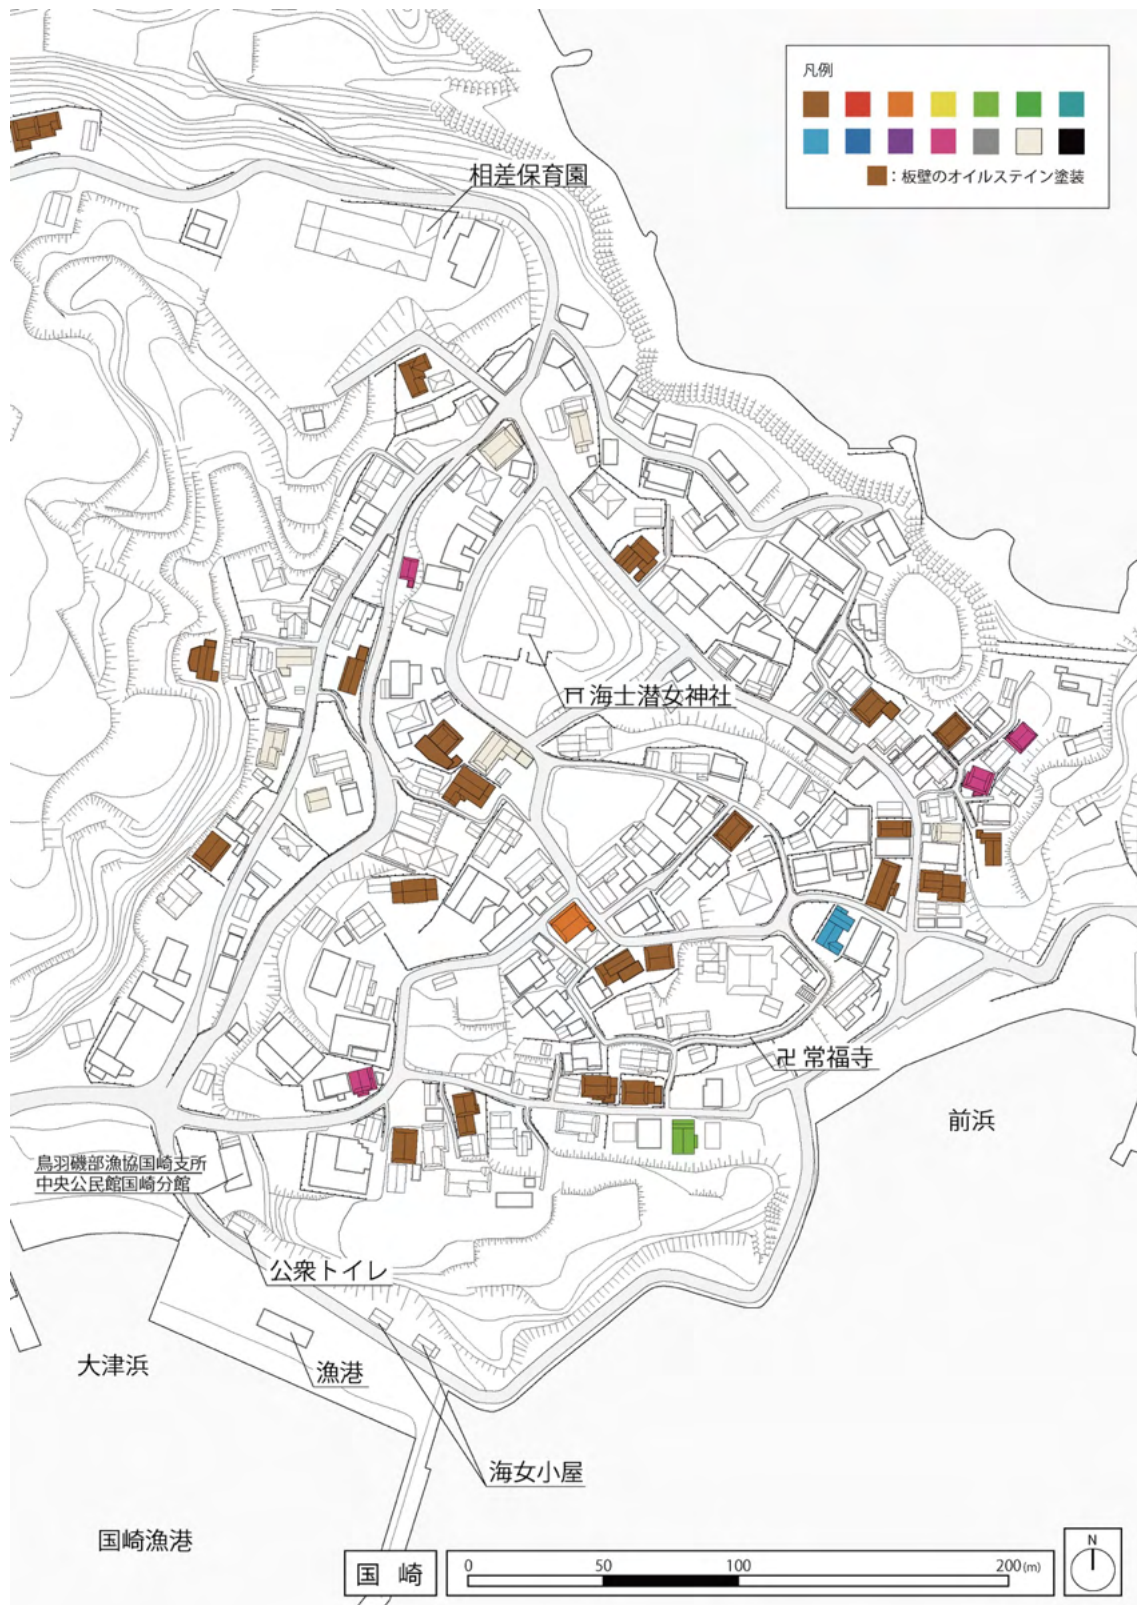 凡例
■：板壁のオイルステイン塗装
相差保育園
海士潜女神社
卍 常福寺
前浜
鳥羽磯部漁協国崎支所
中央公民館国崎分館
公衆トイレ
漁港
大津浜
海女小屋
国崎漁港
国 崎
0 50 100 200(m)
N